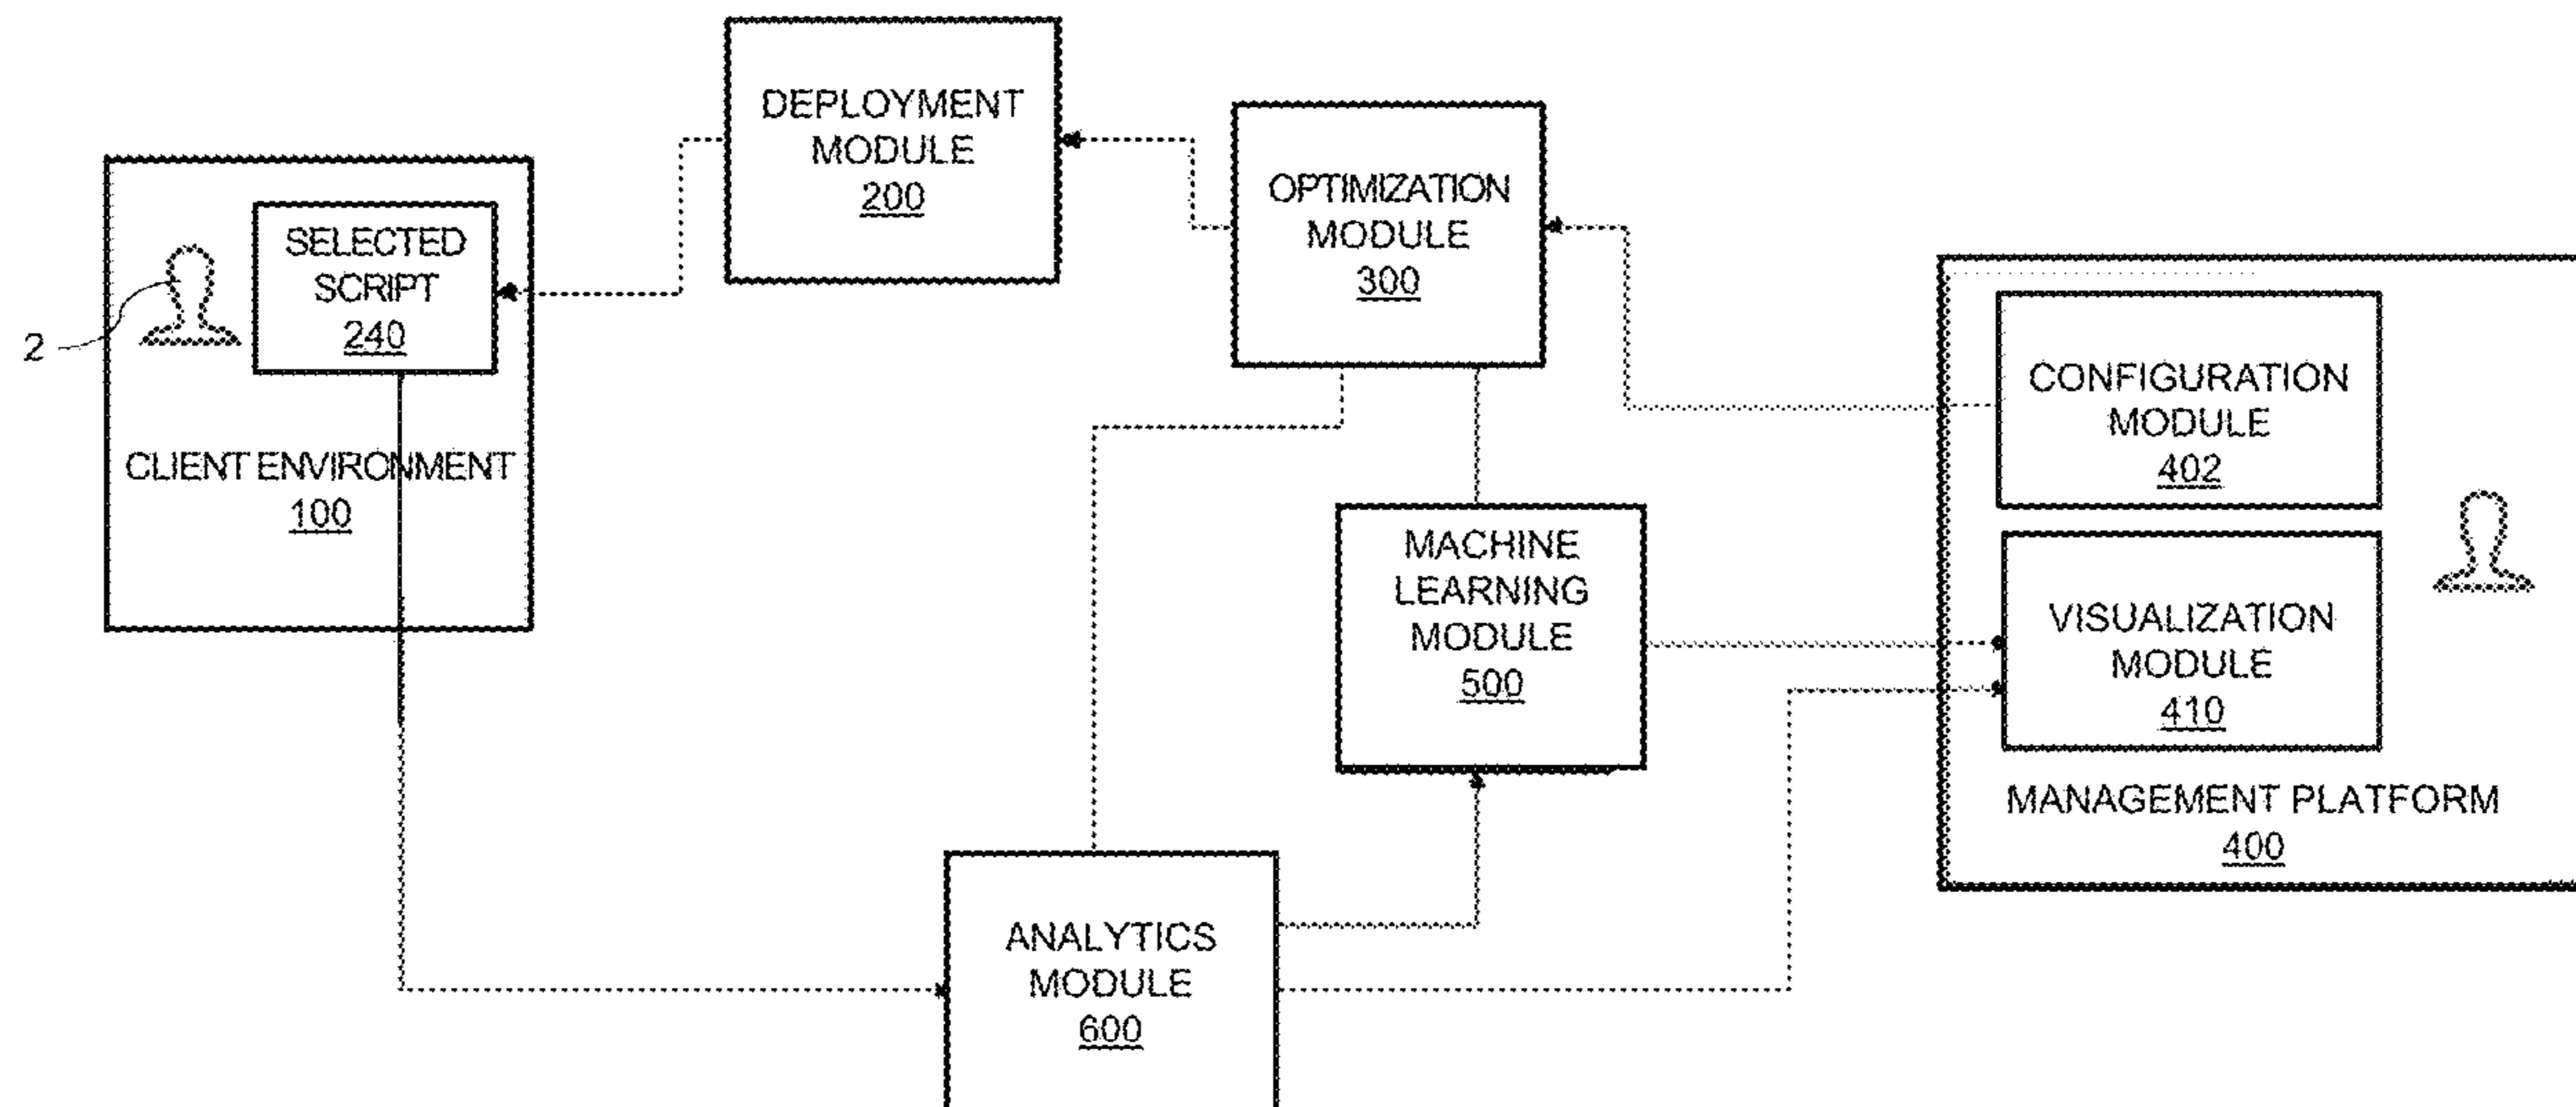 DEPLOYMENT
MODULE
200
OPTIMIZATION
MODULE
300
SELECTED
SCRIPT
240
2
CLIENT ENVIRONMENT
100
CONFIGURATION
MODULE
402
MACHINE
LEARNING
MODULE
500
VISUALIZATION
MODULE
410
MANAGEMENT PLATFORM
400
ANALYTICS
MODULE
600